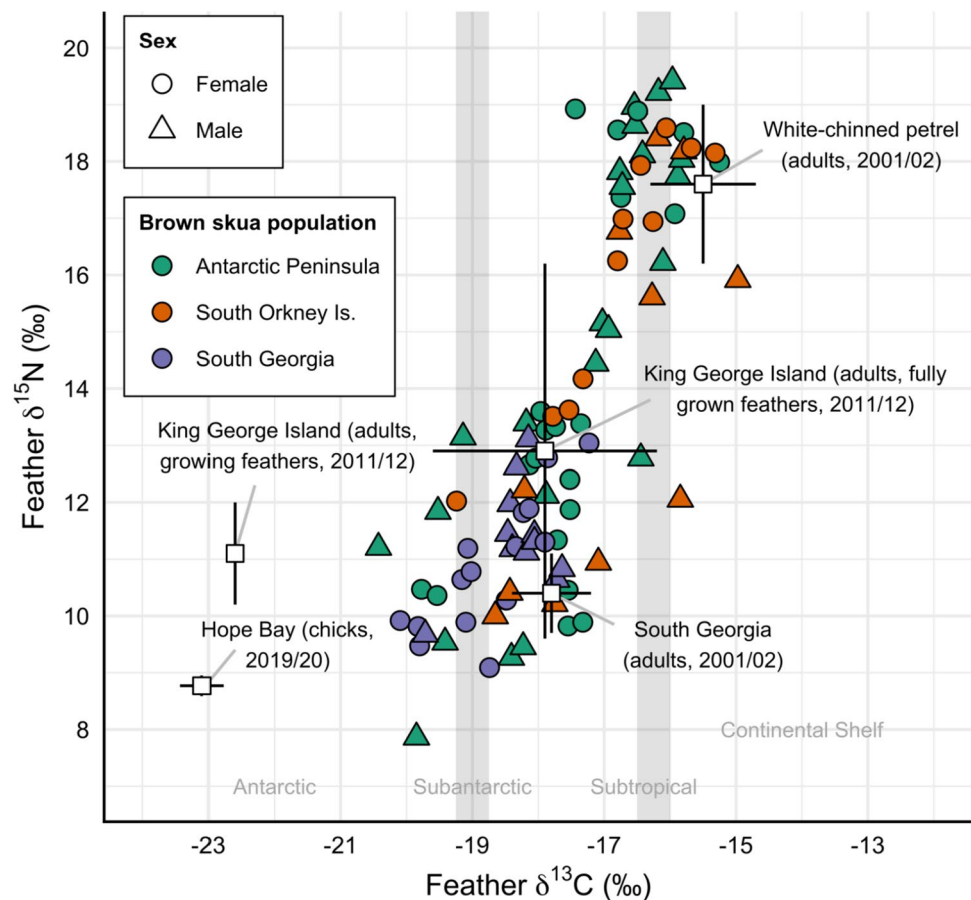 Sex
Female
Male
Brown skua population
Antarctic Peninsula
South Orkney Is.
South Georgia
White-chinned petrel
(adults, 2001/02)
King George Island (adults, fully
grown feathers, 2011/12)
King George Island (adults,
growing feathers, 2011/12)
Hope Bay (chicks,
2019/20)
South Georgia
(adults, 2001/02)
Continental Shelf
Antarctic
Subantarctic
Subtropical
20
18
16
14
12
10
8
Feather δ¹⁵N (‰)
-23
-21
-19
-17
-15
-13
Feather δ¹³C (‰)